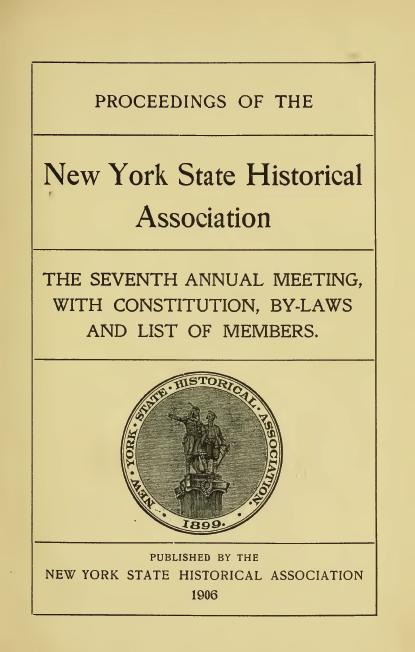 PROCEEDINGS OF THE
New York State Historical
Association
THE SEVENTH ANNUAL MEETING,
WITH CONSTITUTION, BY-LAWS
AND LIST OF MEMBERS.
NEW · YORK · STATE · HISTORICAL · ASSOCIATION.
1899.
PUBLISHED BY THE
NEW YORK STATE HISTORICAL ASSOCIATION
1906